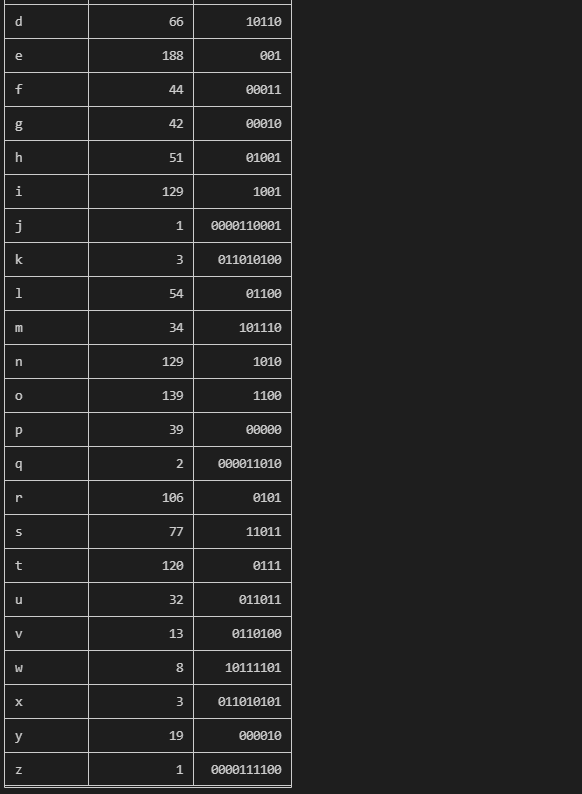 d 66 10110
e 188 001
f 44 00011
g 42 00010
h 51 01001
i 129 1001
j 1 0000110001
k 3 011010100
l 54 01100
m 34 101110
n 129 1010
o 139 1100
p 39 00000
q 2 000011010
r 106 0101
s 77 11011
t 120 0111
u 32 011011
v 13 0110100
w 8 10111101
x 3 011010101
y 19 000010
z 1 0000111100